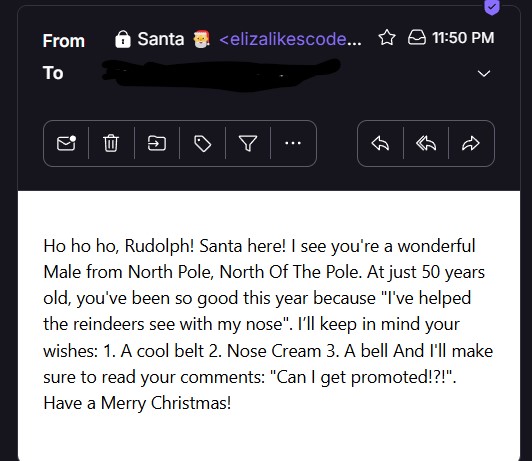 From Santa 🎅 <elizalikescode... 11:50 PM
To
Ho ho ho, Rudolph! Santa here! I see you're a wonderful
Male from North Pole, North Of The Pole. At just 50 years
old, you've been so good this year because "I've helped
the reindeers see with my nose". I’ll keep in mind your
wishes: 1. A cool belt 2. Nose Cream 3. A bell And I'll make
sure to read your comments: "Can I get promoted!?!".
Have a Merry Christmas!